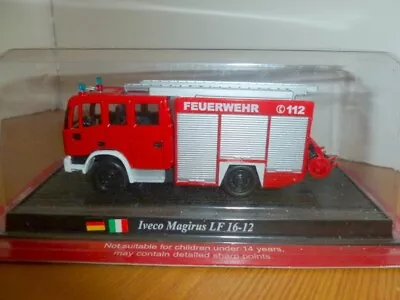 FEUERWEHR ✆112
Iveco Magirus LF 16-12
Not suitable for children under 14 years,
may contain detailed sharp points.